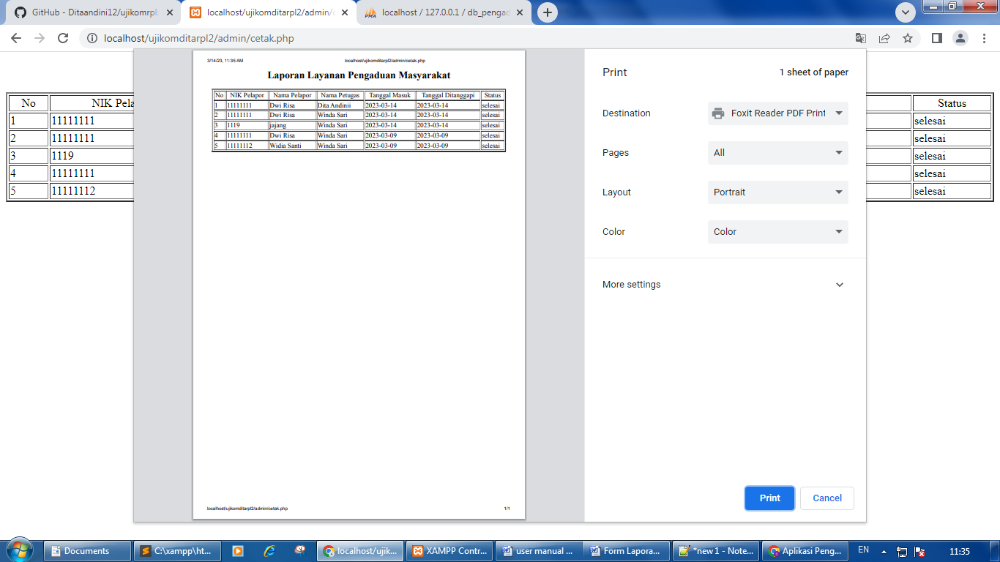 GitHub - Ditaandini12/ujikomrpl
localhost/ujikomditarpl2/admin/c
localhost / 127.0.0.1 / db_pengad
localhost/ujikomditarpl2/admin/cetak.php
No NIK Pela Status
1 11111111 selesai
2 11111111 selesai
3 1119 selesai
4 11111111 selesai
5 11111112 selesai
3/14/23, 11:35 AM localhost/ujikomditarpl2/admin/cetak.php
Laporan Layanan Pengaduan Masyarakat
No NIK Pelapor Nama Pelapor Nama Petugas Tanggal Masuk Tanggal Ditanggapi Status
1 11111111 Dwi Risa Dita Andinii 2023-03-14 2023-03-14 selesai
2 11111111 Dwi Risa Winda Sari 2023-03-14 2023-03-14 selesai
3 1119 jajang Winda Sari 2023-03-14 2023-03-14 selesai
4 11111111 Dwi Risa Winda Sari 2023-03-09 2023-03-09 selesai
5 11111112 Widia Santi Winda Sari 2023-03-09 2023-03-09 selesai
localhost/ujikomditarpl2/admin/cetak.php 1/1
Print 1 sheet of paper
Destination Foxit Reader PDF Print
Pages All
Layout Portrait
Color Color
More settings
Print Cancel
Documents C:\xampp\ht... localhost/ujik... XAMPP Contr... user manual ... Form Lapora... *new 1 - Note... Aplikasi Peng... EN 11:35